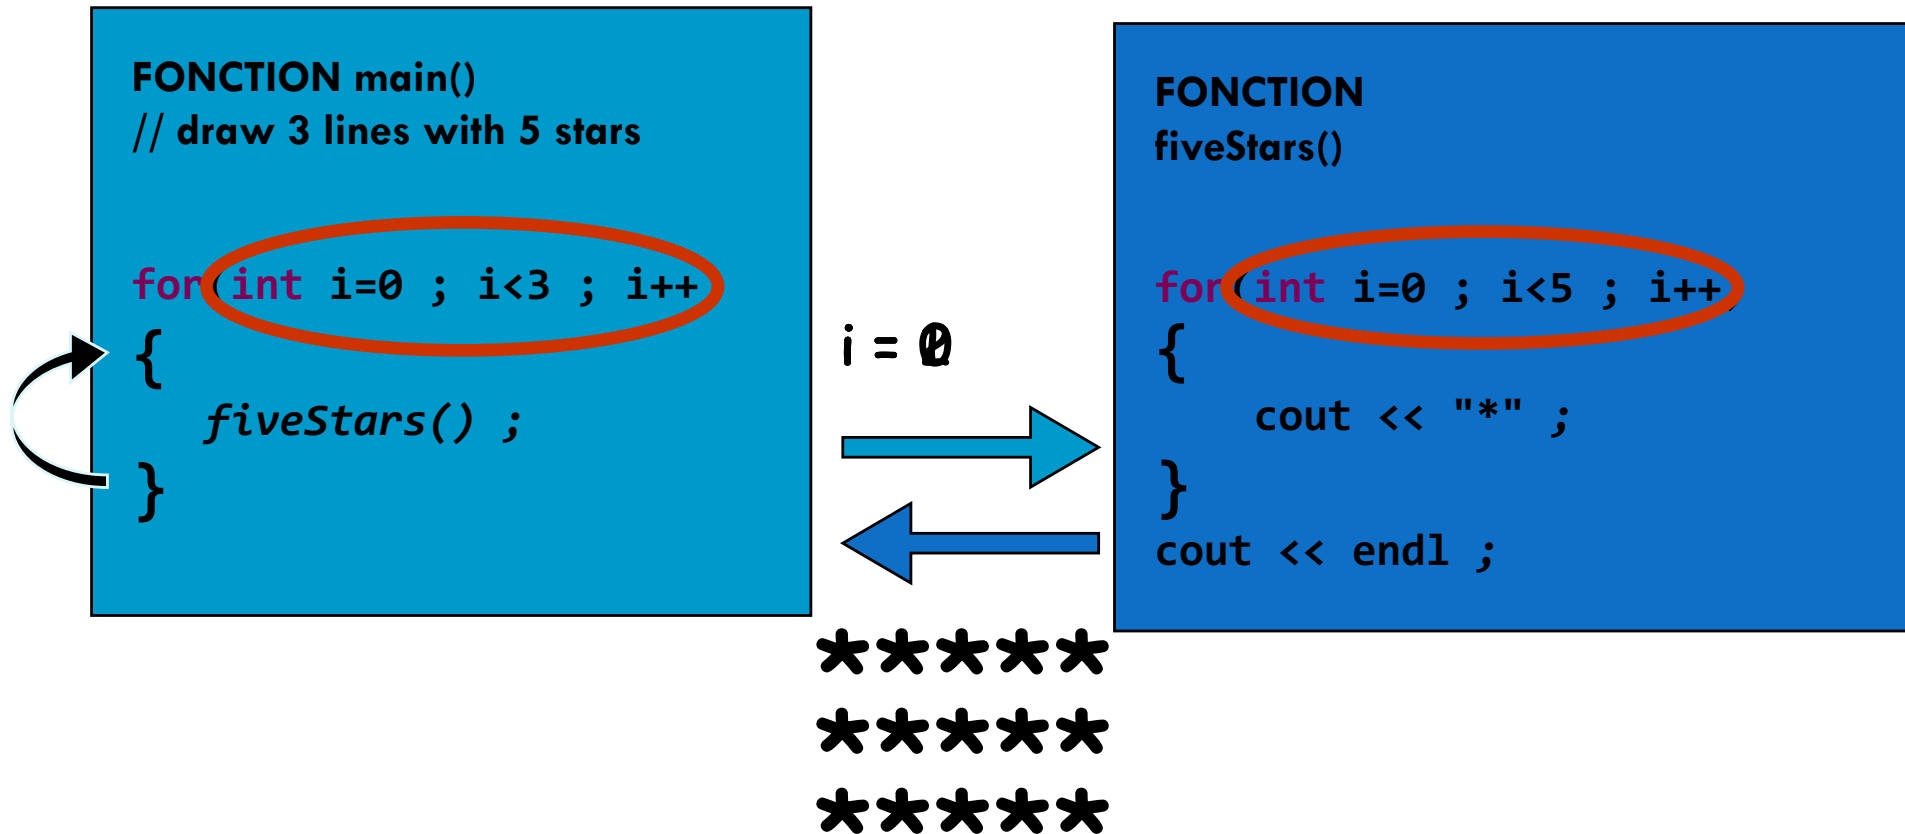 FONCTION main()
// draw 3 lines with 5 stars
for(int i=0 ; i<3 ; i++
{
fiveStars() ;
}
i =
FONCTION
fiveStars()
for(int i=0 ; i<5 ; i++)
{
cout << "*" ;
}
cout << endl ;
*****
*****
*****